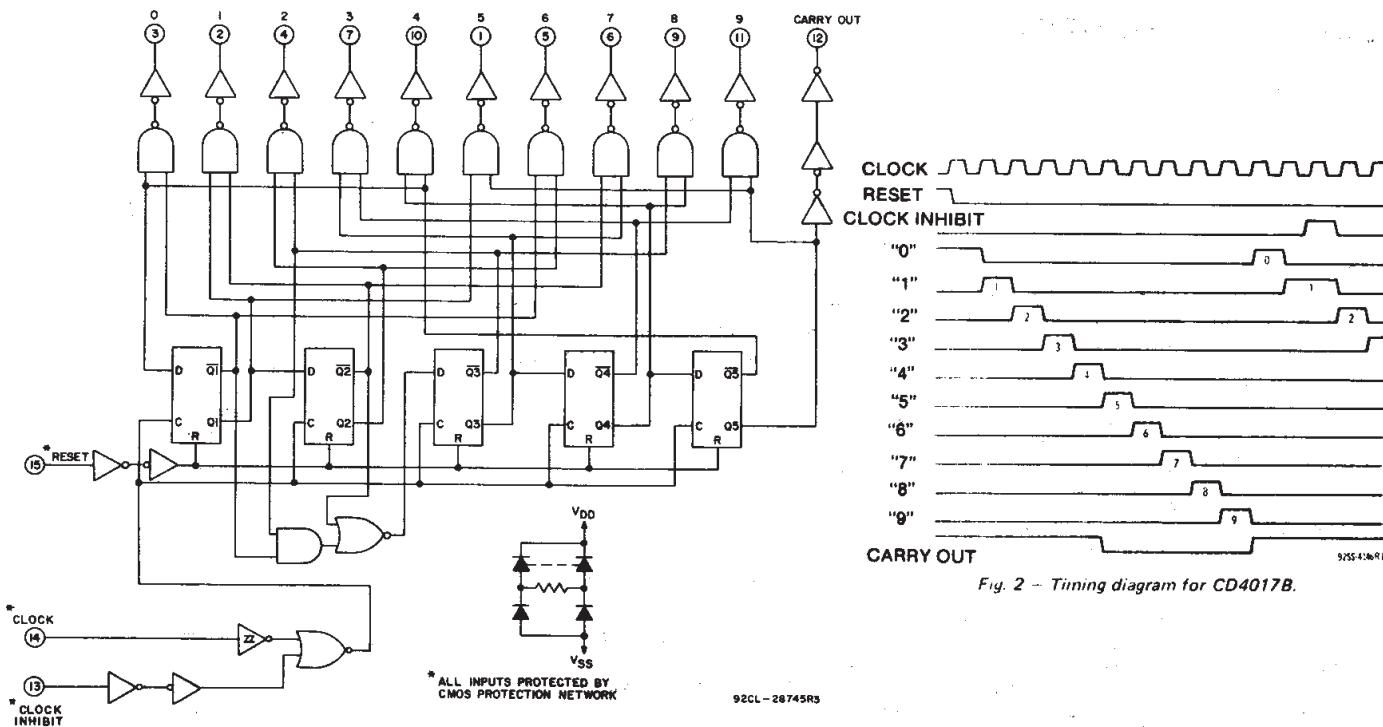 0 1 2 3 4 5 6 7 8 9 CARRY OUT
3 2 4 7 10 1 5 6 9 11 12
D Q1 D Q2 D Q3 D Q4 D Q5
C Q1 C Q2 C Q3 C Q4 C Q5
R R R R R
15 * RESET
VDD
* CLOCK
14
13
* CLOCK
INHIBIT
VSS
* ALL INPUTS PROTECTED BY
CMOS PROTECTION NETWORK
92CL-28745R3
CLOCK
RESET
CLOCK INHIBIT
"0" 0
"1" 1 1
"2" 2 2
"3" 3
"4" 4
"5" 5
"6" 6
"7" 7
"8" 8
"9" 9
CARRY OUT
Fig. 2 – Timing diagram for CD4017B.